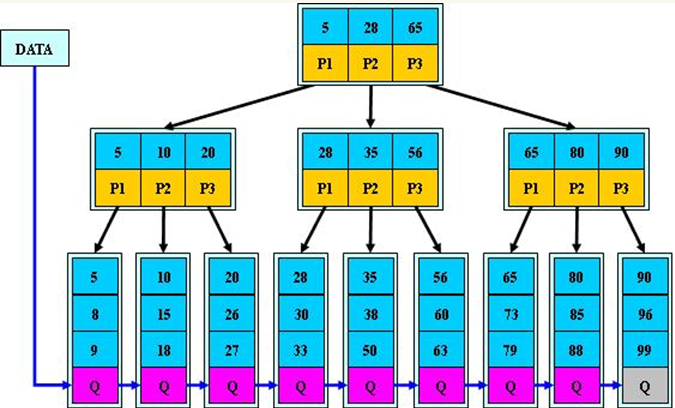 5 28 65
DATA
P1 P2 P3
5 10 20 28 35 56 65 80 90
P1 P2 P3 P1 P2 P3 P1 P2 P3
5 10 20 28 35 56 65 80 90
8 15 26 30 38 60 73 85 96
9 18 27 33 50 63 79 88 99
Q Q Q Q Q Q Q Q Q